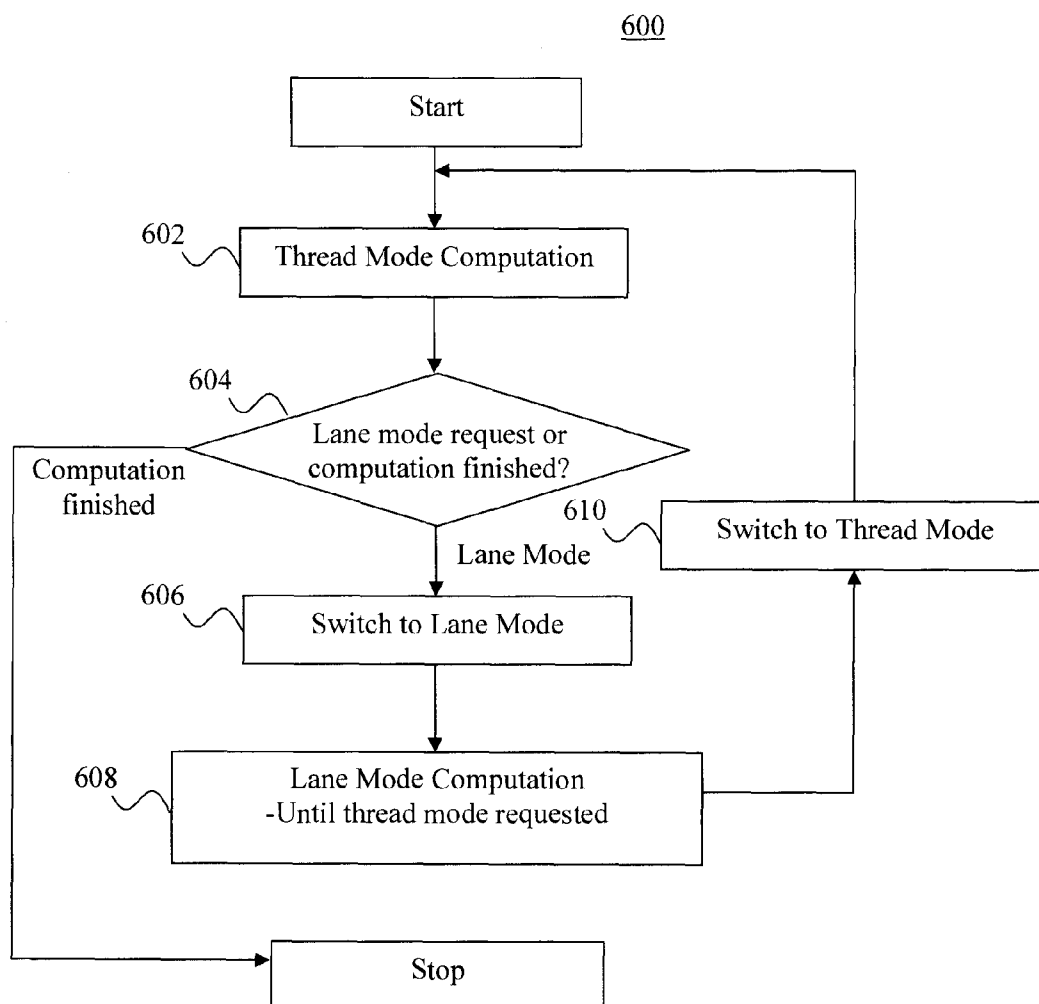 600
Start
602
Thread Mode Computation
604
Lane mode request or
computation finished?
Computation
finished
610
Switch to Thread Mode
Lane Mode
606
Switch to Lane Mode
608
Lane Mode Computation
-Until thread mode requested
Stop